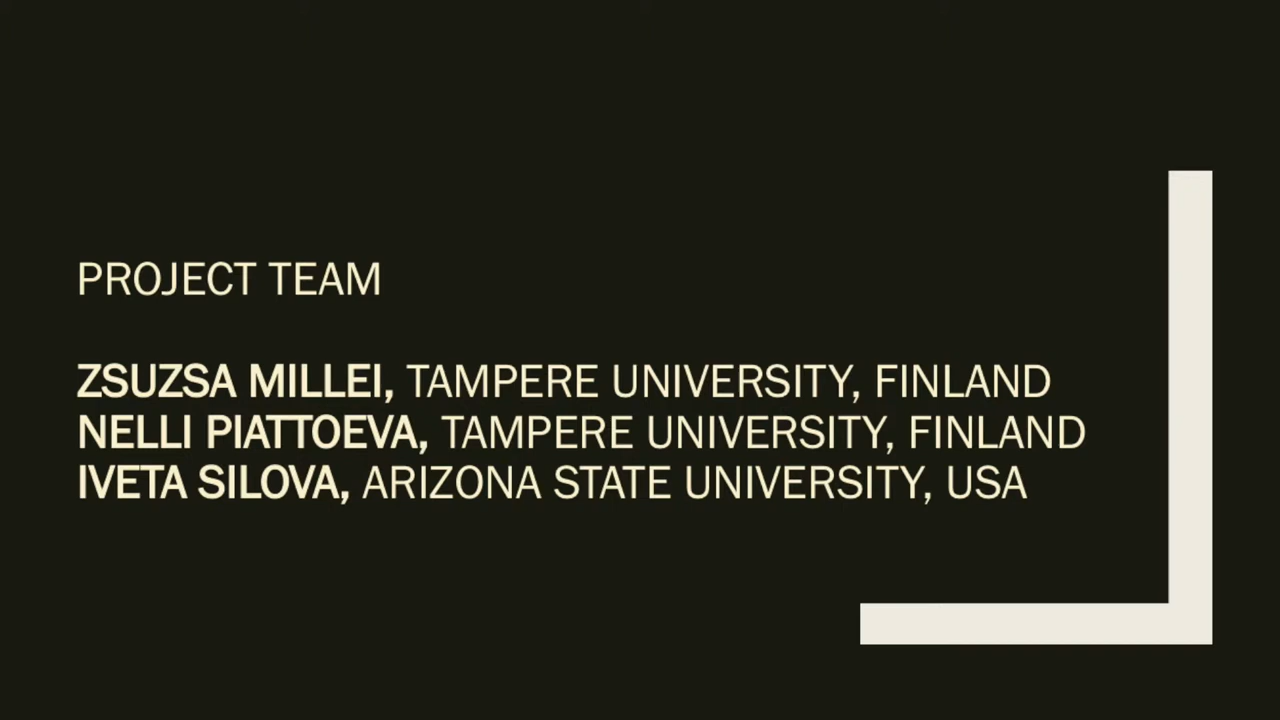 PROJECT TEAM
ZSUZSA MILLEI, TAMPERE UNIVERSITY, FINLAND
NELLI PIATTOEVA, TAMPERE UNIVERSITY, FINLAND
IVETA SILOVA, ARIZONA STATE UNIVERSITY, USA